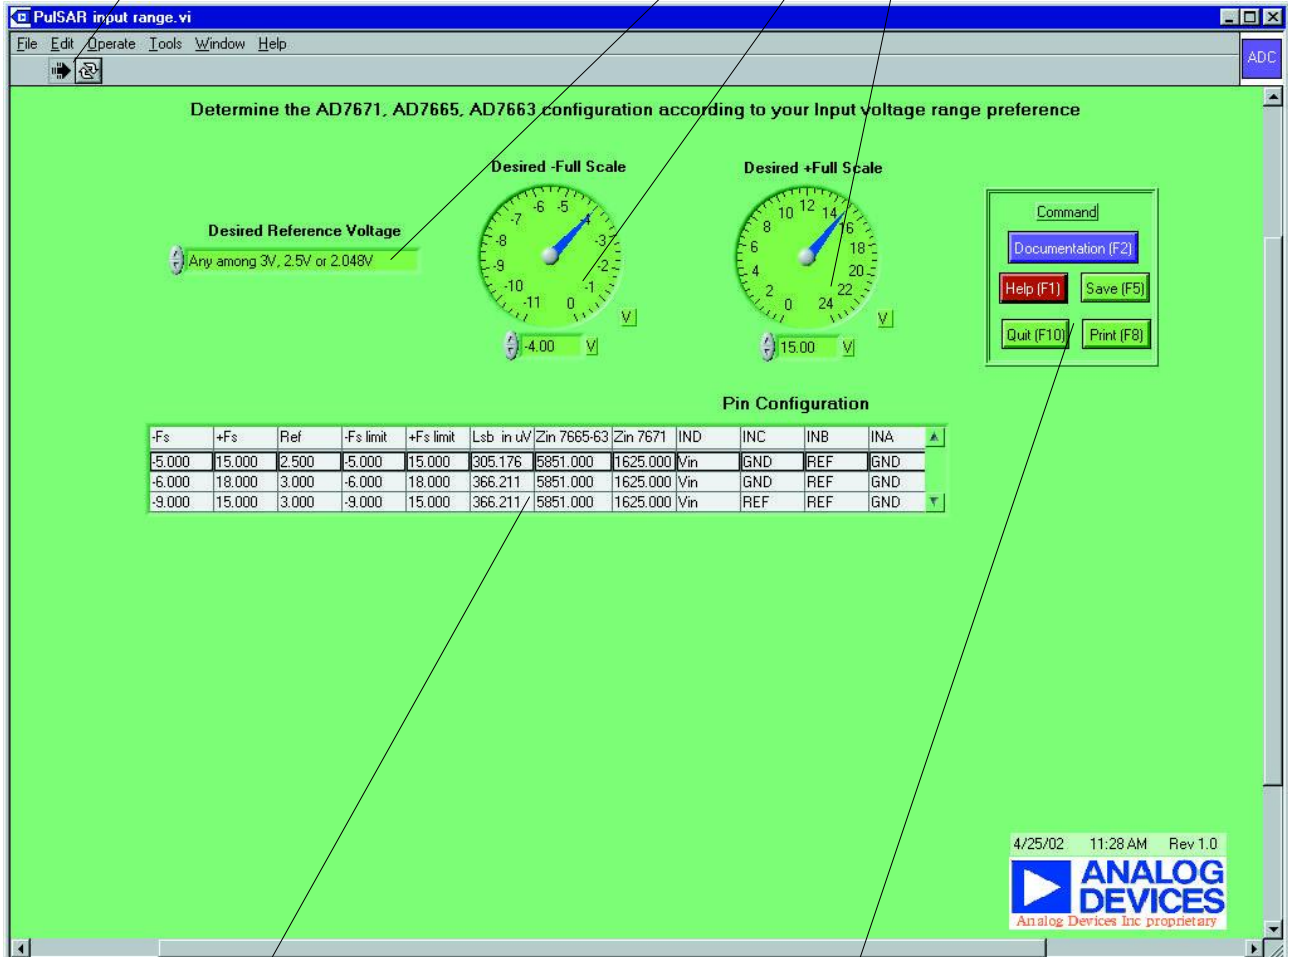 PulSAR input range.vi
File Edit Operate Tools Window Help
ADC
Determine the AD7671, AD7665, AD7663 configuration according to your Input voltage range preference
Desired Reference Voltage
Any among 3V, 2.5V or 2.048V
Desired -Full Scale
-11 -10 -9 -8 -7 -6 -5 -4 -3 -2 -1 0
V
-4.00 V
Desired +Full Scale
0 2 4 6 8 10 12 14 16 18 20 22 24
V
15.00 V
Command
Documentation (F2)
Help (F1) Save (F5)
Quit (F10) Print (F8)
Pin Configuration
-Fs +Fs Ref -Fs limit +Fs limit Lsb in uV Zin 7665-63 Zin 7671 IND INC INB INA
-5.000 15.000 2.500 -5.000 15.000 305.176 5851.000 1625.000 Vin GND REF GND
-6.000 18.000 3.000 -6.000 18.000 366.211 5851.000 1625.000 Vin GND REF GND
-9.000 15.000 3.000 -9.000 15.000 366.211 5851.000 1625.000 Vin REF REF GND
4/25/02 11:28 AM Rev 1.0
ANALOG
DEVICES
Analog Devices Inc proprietary